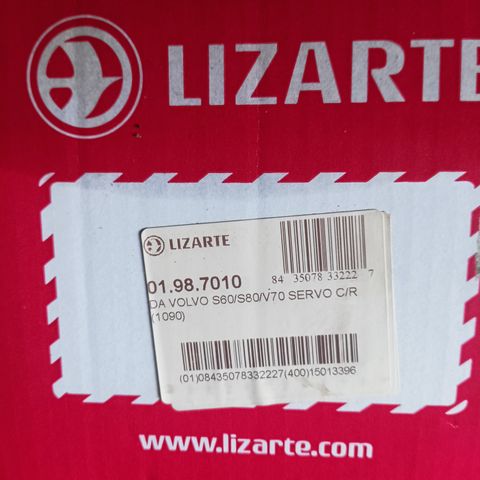 LIZARTE
LIZARTE
01.98.7010
84 35078 33222 7
DA VOLVO S60/S80/V70 SERVO C/R
(1090)
(01)08435078332227(400)15013396
www.lizarte.com